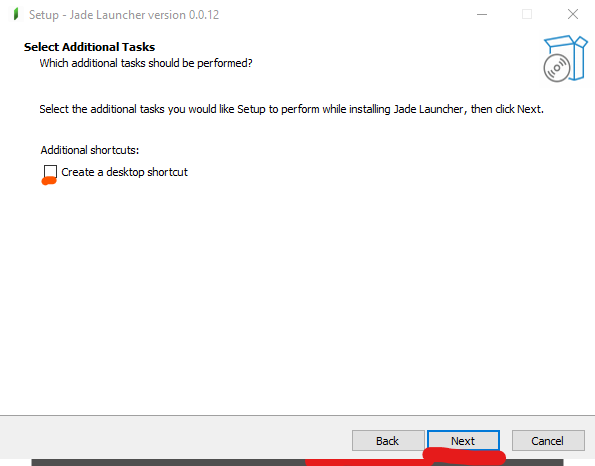 Setup - Jade Launcher version 0.0.12
Select Additional Tasks
Which additional tasks should be performed?
Select the additional tasks you would like Setup to perform while installing Jade Launcher, then click Next.
Additional shortcuts:
Create a desktop shortcut
Back Next Cancel